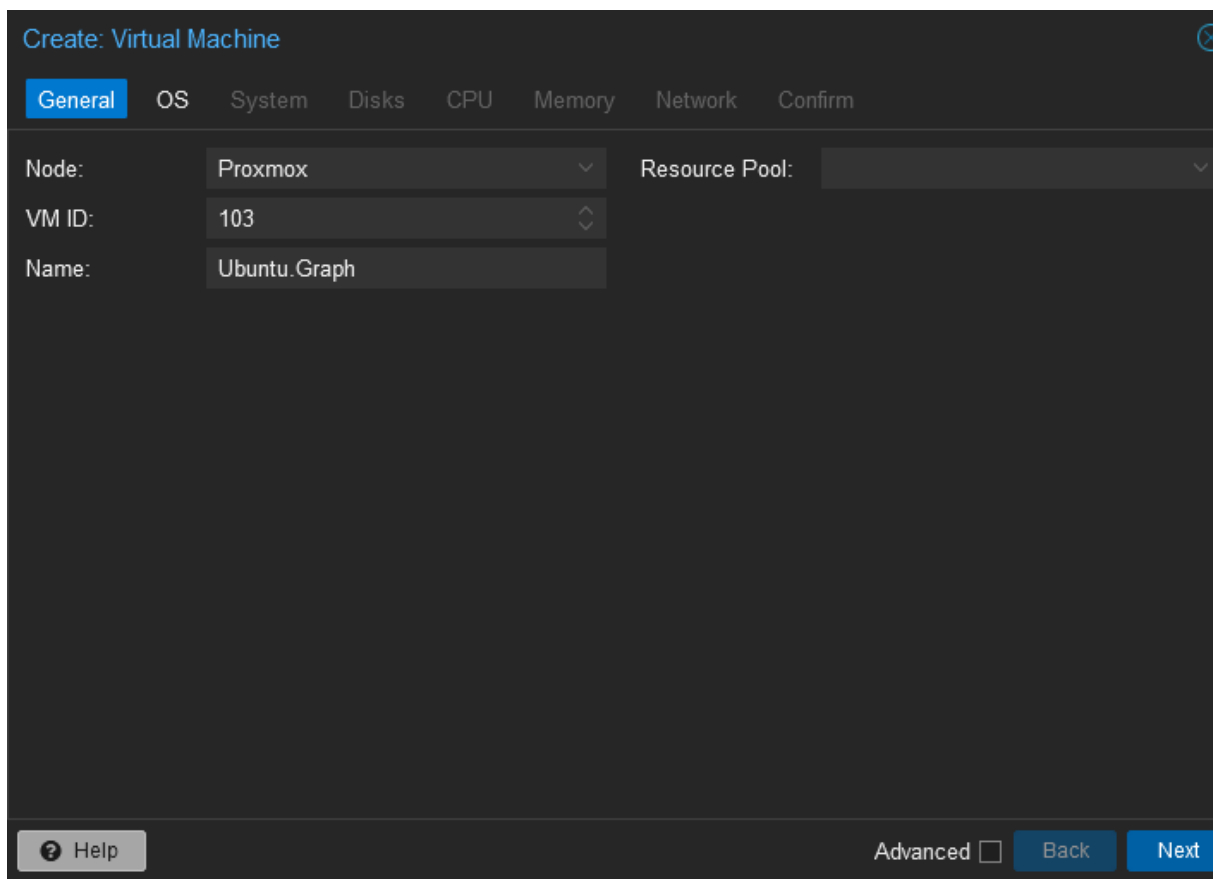 Create: Virtual Machine
General OS System Disks CPU Memory Network Confirm
Node: Proxmox Resource Pool:
VM ID: 103
Name: Ubuntu.Graph
Help Advanced Back Next